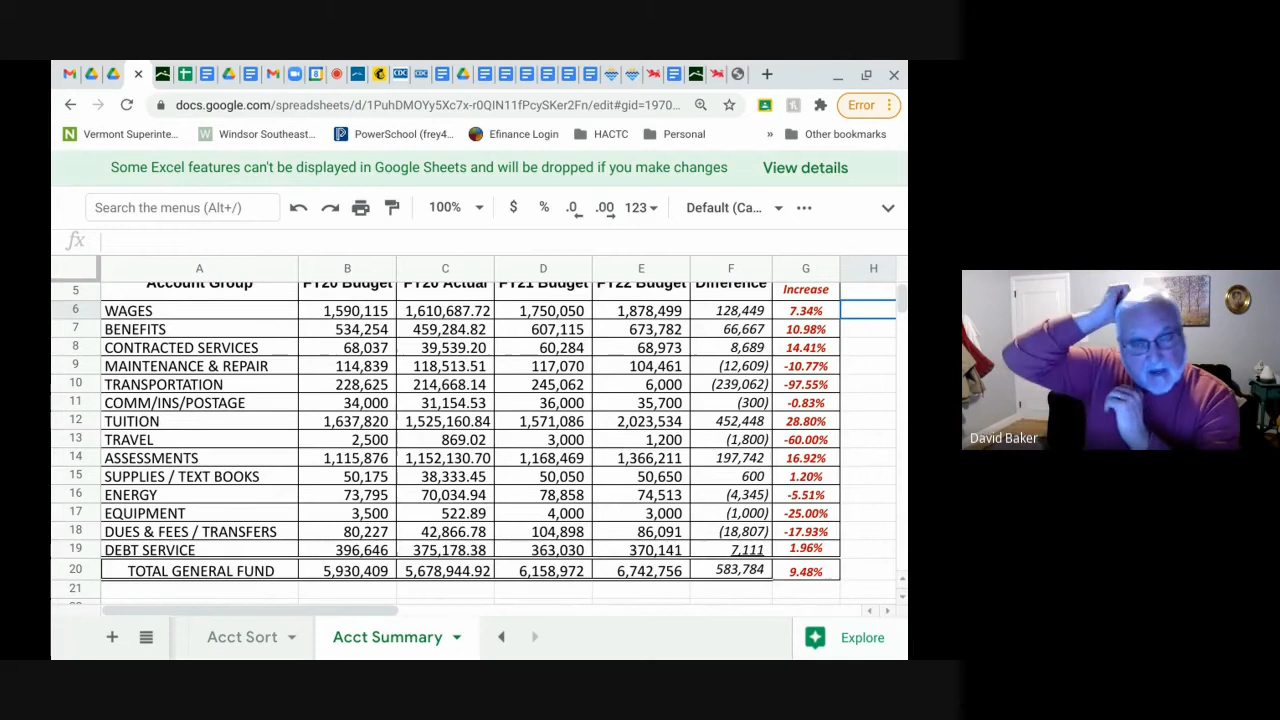 docs.google.com/spreadsheets/d/1PuhDMOYy5Xc7x-r0QIN11fPcySKer2Fn/edit#gid=1970... Error
Vermont Superinte... Windsor Southeast... PowerSchool (frey4... Efinance Login HACTC Personal » Other bookmarks
Some Excel features can't be displayed in Google Sheets and will be dropped if you make changes View details
Search the menus (Alt+/) 100% $ % .0 .00 123 Default (Ca... ...
fx
A B C D E F G H
5 Account Group FY20 Budget FY20 Actual FY21 Budget FY22 Budget Difference Increase
6 WAGES 1,590,115 1,610,687.72 1,750,050 1,878,499 128,449 7.34%
7 BENEFITS 534,254 459,284.82 607,115 673,782 66,667 10.98%
8 CONTRACTED SERVICES 68,037 39,539.20 60,284 68,973 8,689 14.41%
9 MAINTENANCE & REPAIR 114,839 118,513.51 117,070 104,461 (12,609) -10.77%
10 TRANSPORTATION 228,625 214,668.14 245,062 6,000 (239,062) -97.55%
11 COMM/INS/POSTAGE 34,000 31,154.53 36,000 35,700 (300) -0.83%
12 TUITION 1,637,820 1,525,160.84 1,571,086 2,023,534 452,448 28.80%
13 TRAVEL 2,500 869.02 3,000 1,200 (1,800) -60.00%
14 ASSESSMENTS 1,115,876 1,152,130.70 1,168,469 1,366,211 197,742 16.92%
15 SUPPLIES / TEXT BOOKS 50,175 38,333.45 50,050 50,650 600 1.20%
16 ENERGY 73,795 70,034.94 78,858 74,513 (4,345) -5.51%
17 EQUIPMENT 3,500 522.89 4,000 3,000 (1,000) -25.00%
18 DUES & FEES / TRANSFERS 80,227 42,866.78 104,898 86,091 (18,807) -17.93%
19 DEBT SERVICE 396,646 375,178.38 363,030 370,141 7,111 1.96%
20 TOTAL GENERAL FUND 5,930,409 5,678,944.92 6,158,972 6,742,756 583,784 9.48%
21
Acct Sort Acct Summary Explore
David Baker